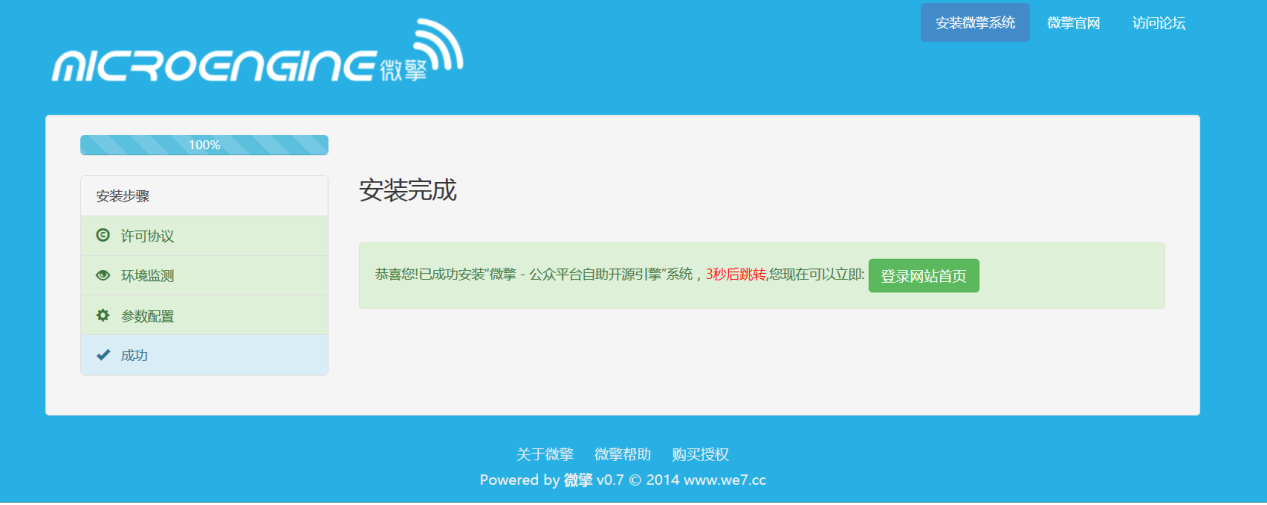 安装微擎系统 微擎官网 访问论坛
MICROENGINE 微擎
100%
安装步骤
许可协议
环境监测
参数配置
成功
安装完成
恭喜您!已成功安装“微擎 - 公众平台自助开源引擎”系统，3秒后跳转,您现在可以立即: 登录网站首页
关于微擎 微擎帮助 购买授权
Powered by 微擎 v0.7 © 2014 www.we7.cc